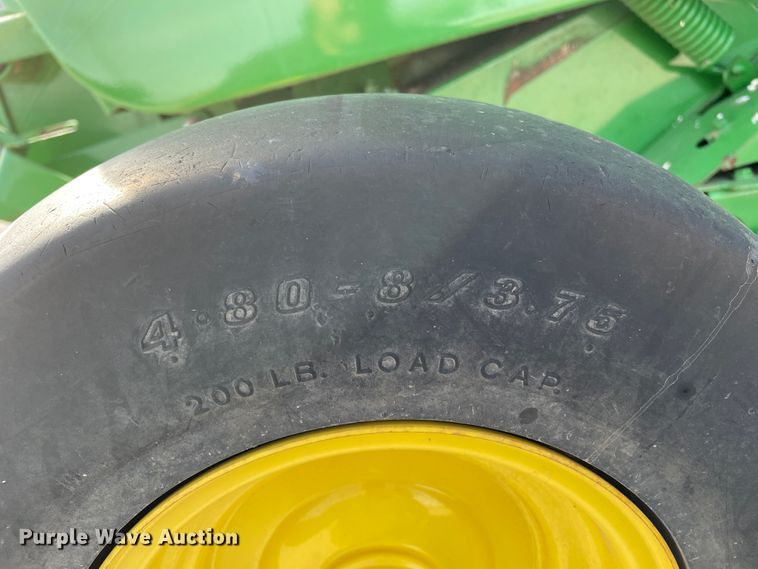 4.80-8/3.75
200 LB. LOAD CAP.
Purple Wave Auction